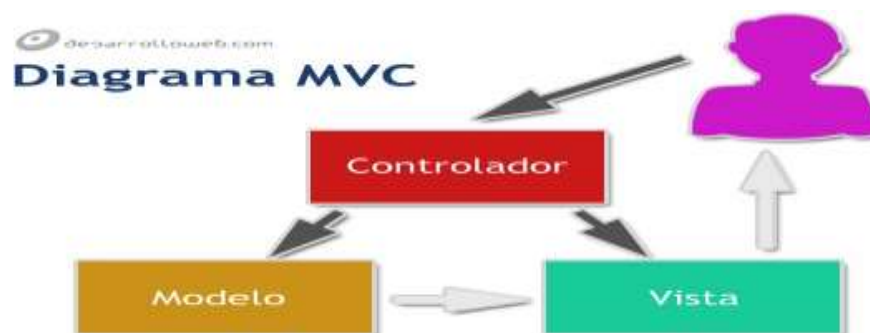 desarrolloweb.com
Diagrama MVC
Controlador
Modelo
Vista